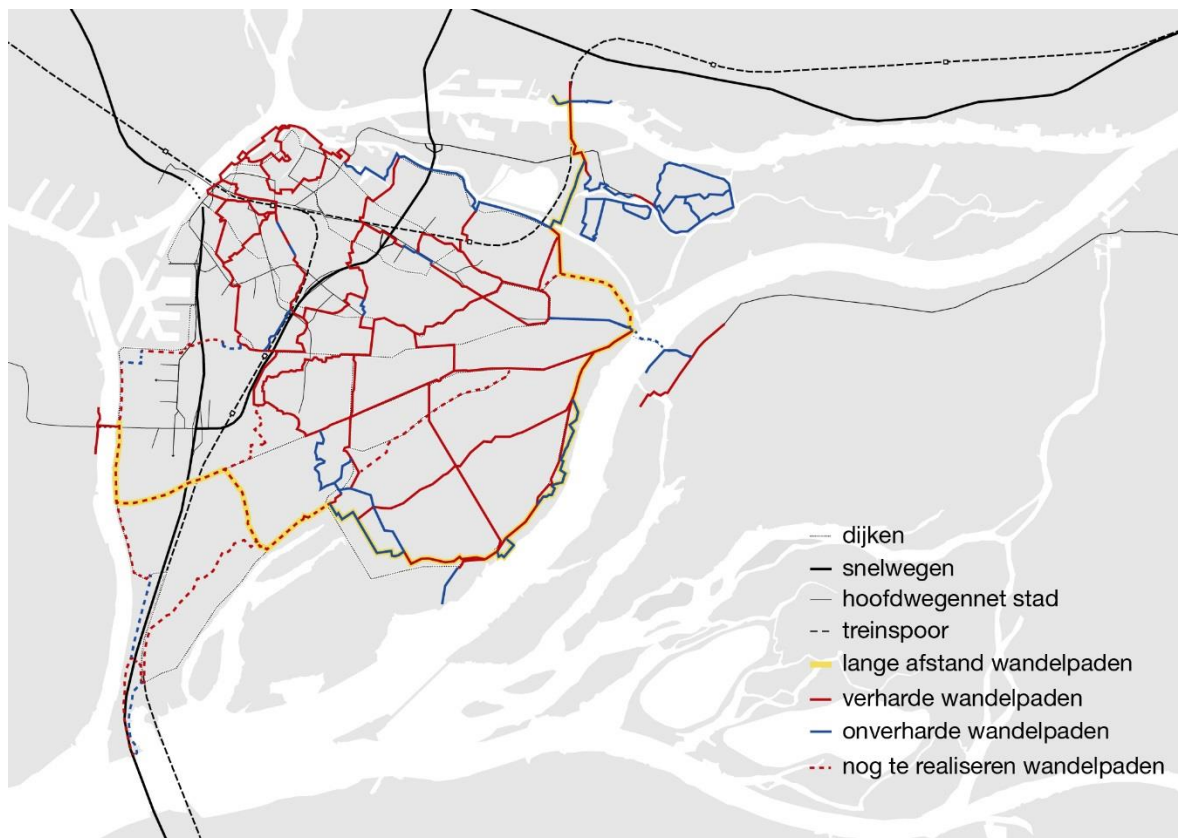 dijken
snelwegen
hoofdwegennet stad
treinspoor
lange afstand wandelpaden
verharde wandelpaden
onverharde wandelpaden
nog te realiseren wandelpaden